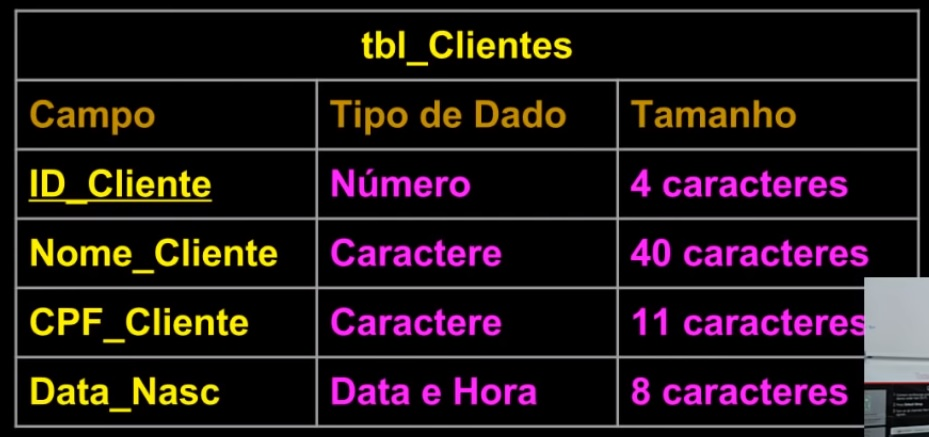 tbl_Clientes
Campo Tipo de Dado Tamanho
ID_Cliente Número 4 caracteres
Nome_Cliente Caractere 40 caracteres
CPF_Cliente Caractere 11 caracteres
Data_Nasc Data e Hora 8 caracteres